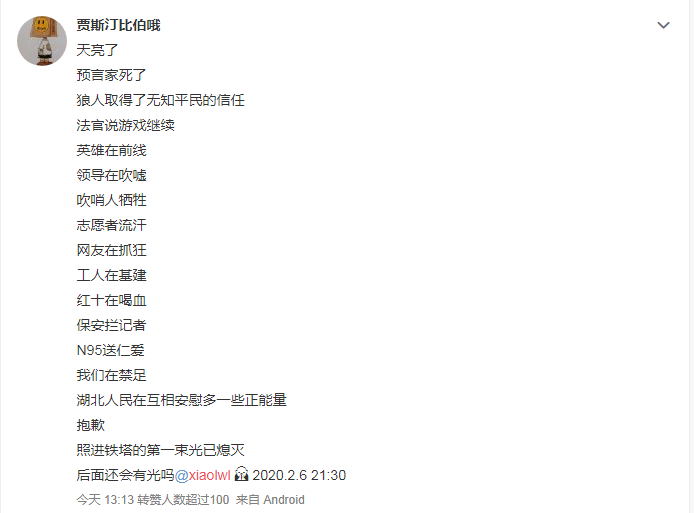 贾斯汀比伯哦
天亮了
预言家死了
狼人取得了无知平民的信任
法官说游戏继续
英雄在前线
领导在吹嘘
吹哨人牺牲
志愿者流汗
网友在抓狂
工人在基建
红十在喝血
保安拦记者
N95送仁爱
我们在禁足
湖北人民在互相安慰多一些正能量
抱歉
照进铁塔的第一束光已熄灭
后面还会有光吗@xiaolwl 2020.2.6 21:30
今天 13:13 转赞人数超过100 来自 Android